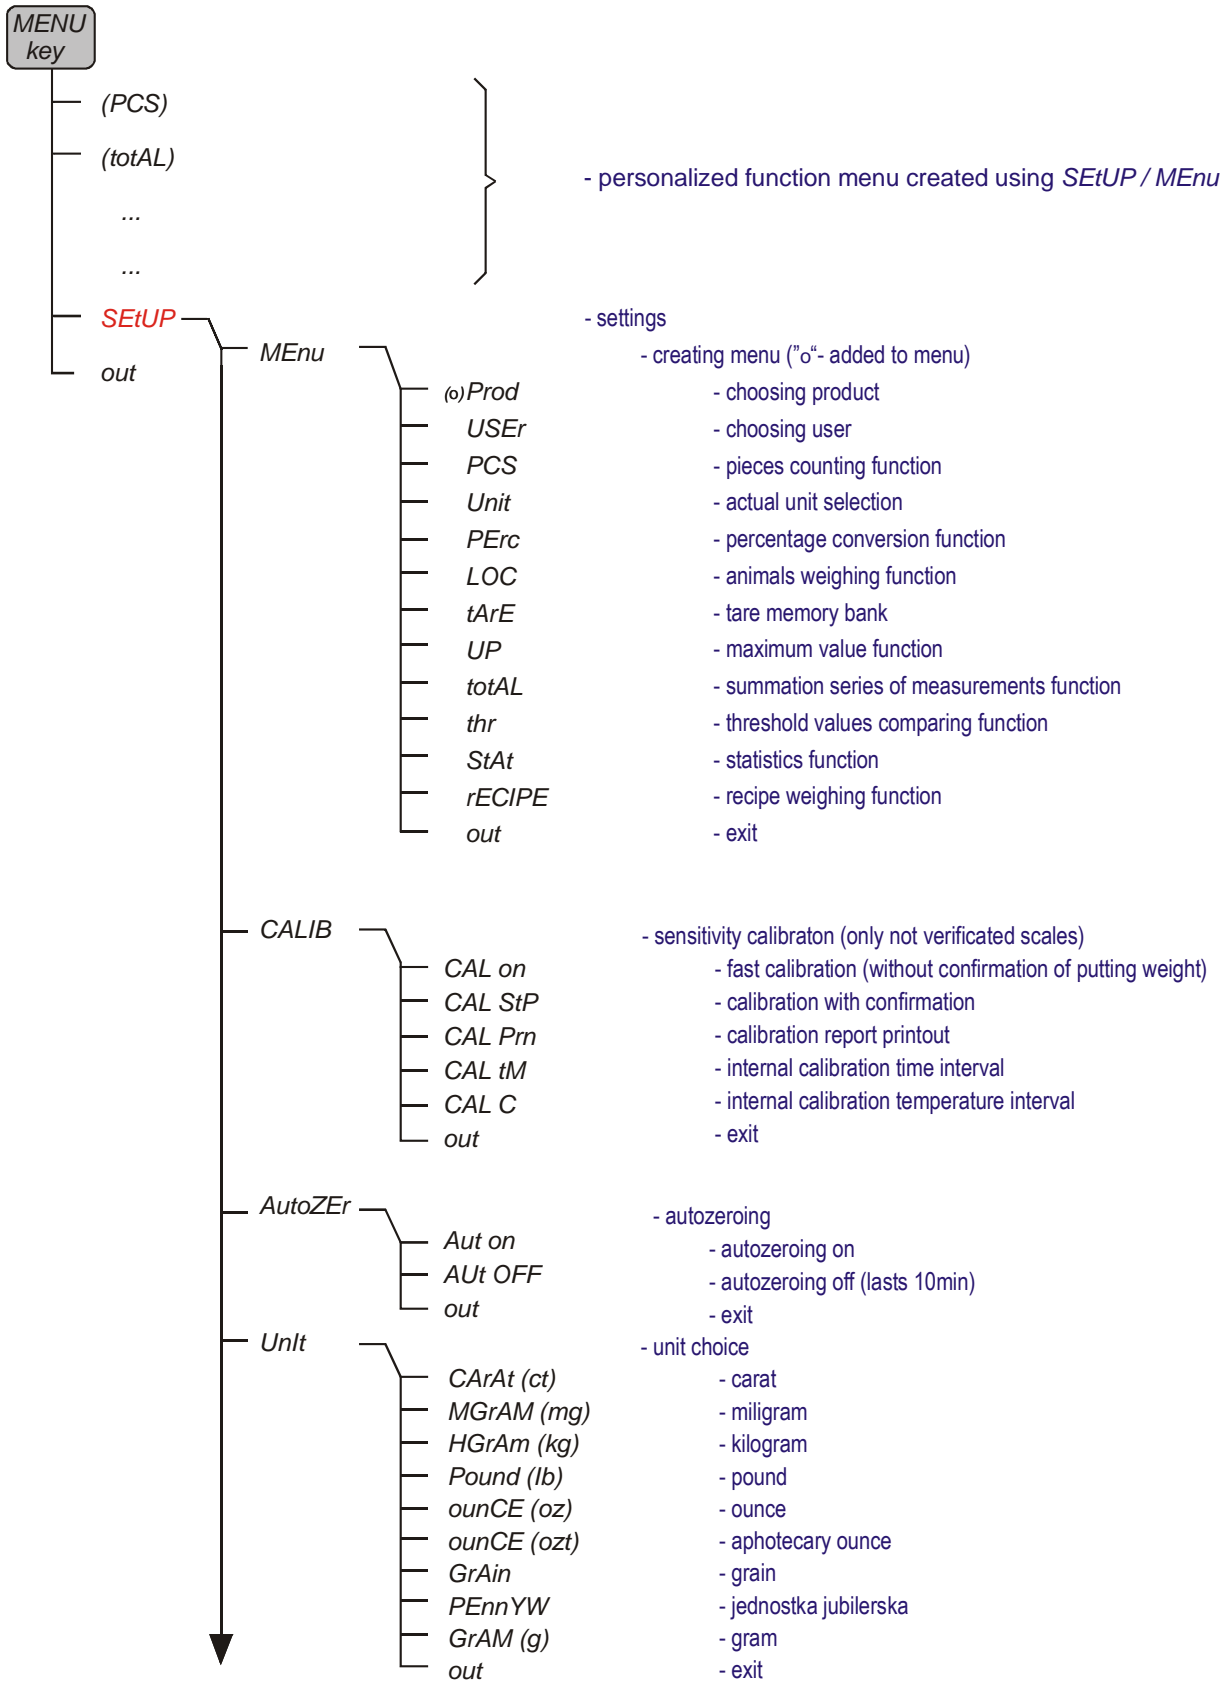 MENU
key
(PCS)
(totAL)
- personalized function menu created using SEtUP / MEnu
...
...
SEtUP - settings
MEnu - creating menu ("o"- added to menu)
out
(o) Prod - choosing product
USEr - choosing user
PCS - pieces counting function
Unit - actual unit selection
PErc - percentage conversion function
LOC - animals weighing function
tArE - tare memory bank
UP - maximum value function
totAL - summation series of measurements function
thr - threshold values comparing function
StAt - statistics function
rECIPE - recipe weighing function
out - exit
CALIB - sensitivity calibraton (only not verificated scales)
CAL on - fast calibration (without confirmation of putting weight)
CAL StP - calibration with confirmation
CAL Prn - calibration report printout
CAL tM - internal calibration time interval
CAL C - internal calibration temperature interval
out - exit
AutoZEr - autozeroing
Aut on - autozeroing on
AUt OFF - autozeroing off (lasts 10min)
out - exit
UnIt - unit choice
CArAt (ct) - carat
MGrAM (mg) - miligram
HGrAm (kg) - kilogram
Pound (lb) - pound
ounCE (oz) - ounce
ounCE (ozt) - aphotecary ounce
GrAin - grain
PEnnYW - jednostka jubilerska
GrAM (g) - gram
out - exit